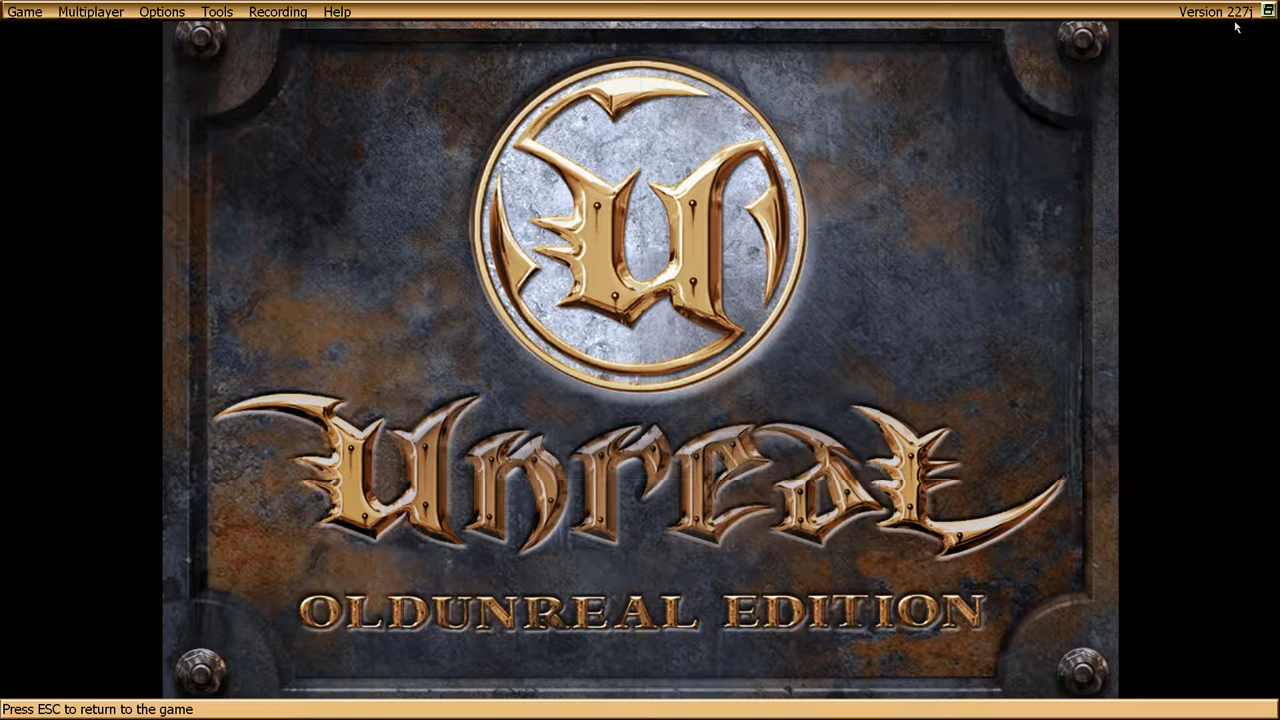 Game Multiplayer Options Tools Recording Help Version 227j
U
Unreal
OLDUNREAL EDITION
Press ESC to return to the game